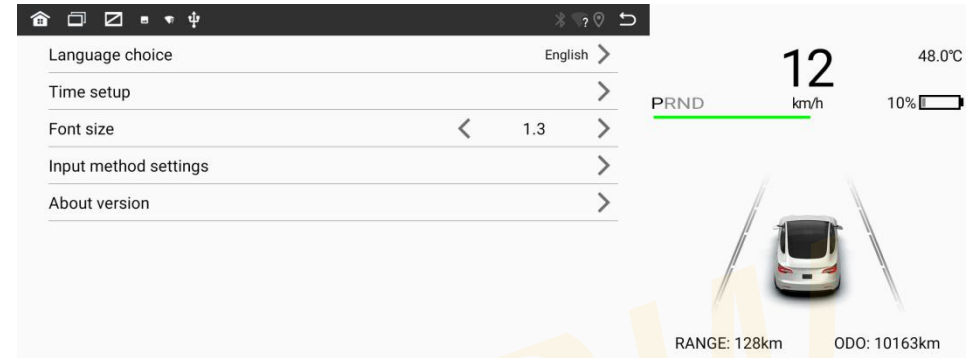 ?
Language choice English
Time setup
Font size 1.3
Input method settings
About version
12 48.0°C
PRND km/h 10%
RANGE: 128km ODO: 10163km